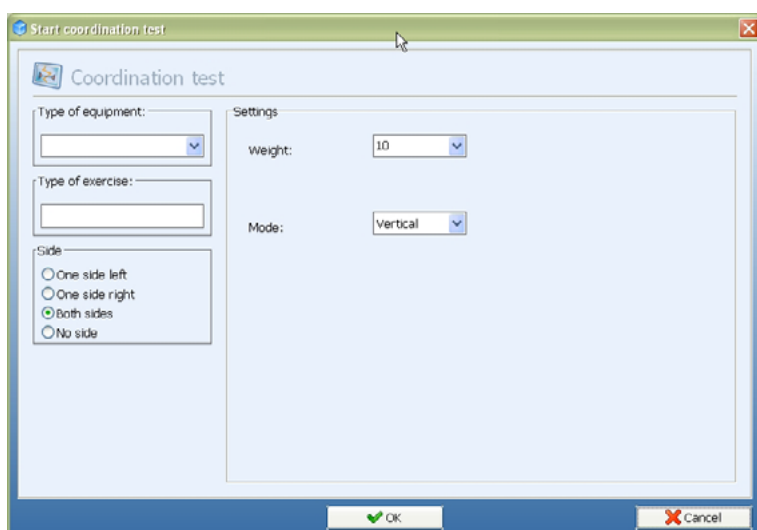 Start coordination test
Coordination test
Type of equipment:
Type of exercise:
Side
One side left
One side right
Both sides
No side
Settings
Weight:
10
Mode:
Vertical
OK
Cancel